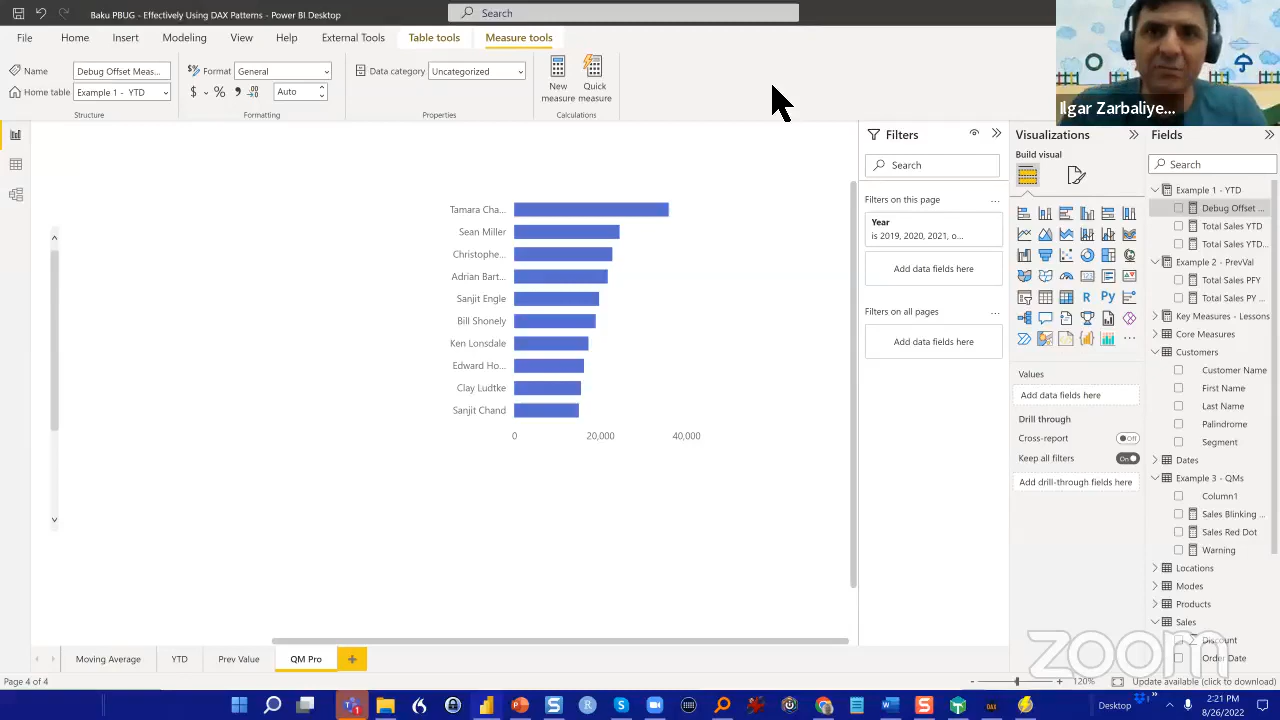 Baku PBUG - Effectively Using DAX Patterns - Power BI Desktop
Search
File Home Insert Modeling View Help External Tools Table tools Measure tools
Name Debug Offset Meas...
Home table Example 1 - YTD
Structure
Format General
$ % Auto
Formatting
Data category Uncategorized
Properties
New measure
Quick measure
Calculations
Ilgar Zarbaliye...
Tamara Cha...
Sean Miller
Christophe...
Adrian Bart...
Sanjit Engle
Bill Shonely
Ken Lonsdale
Edward Ho...
Clay Ludtke
Sanjit Chand
0 20,000 40,000
Filters
Search
Filters on this page ...
Year
is 2019, 2020, 2021, o...
Add data fields here
Filters on all pages ...
Add data fields here
Visualizations
Build visual
R Py
...
Values
Add data fields here
Drill through
Cross-report Off
Keep all filters On
Add drill-through fields here
Fields
Search
Example 1 - YTD
Debug Offset ...
Total Sales YTD
Total Sales YTD...
Example 2 - PrevVal
Total Sales PFY
Total Sales PY ...
Key Measures - Lessons
Core Measures
Customers
Customer Name
First Name
Last Name
Palindrome
Segment
Dates
Example 3 - QMs
Column1
Sales Blinking ...
Sales Red Dot
Warning
Locations
Modes
Products
Sales
Discount
Order Date
zoom
Moving Average YTD Prev Value QM Pro +
Page 4 of 4
- + 120%
Update available (click to download)
Desktop
2:21 PM
8/26/2022